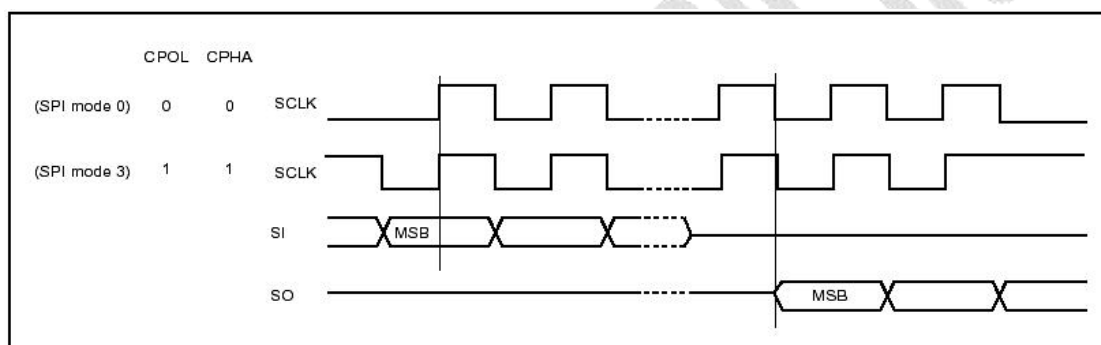 CPOL CPHA
(SPI mode 0) 0 0 SCLK
(SPI mode 3) 1 1 SCLK
SI MSB
SO MSB